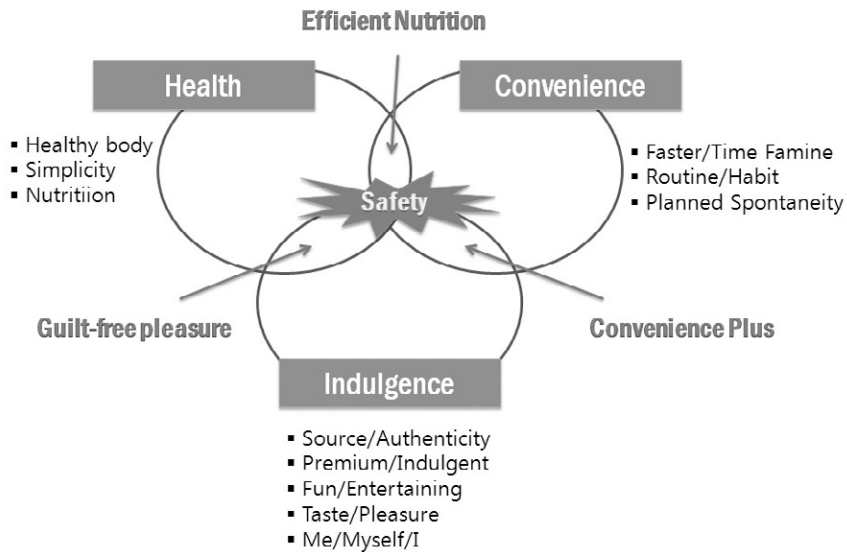 Efficient Nutrition
Health
Convenience
▪ Healthy body
▪ Simplicity
▪ Nutritiion
▪ Faster/Time Famine
▪ Routine/Habit
▪ Planned Spontaneity
Safety
Guilt-free pleasure
Convenience Plus
Indulgence
▪ Source/Authenticity
▪ Premium/Indulgent
▪ Fun/Entertaining
▪ Taste/Pleasure
▪ Me/Myself/I